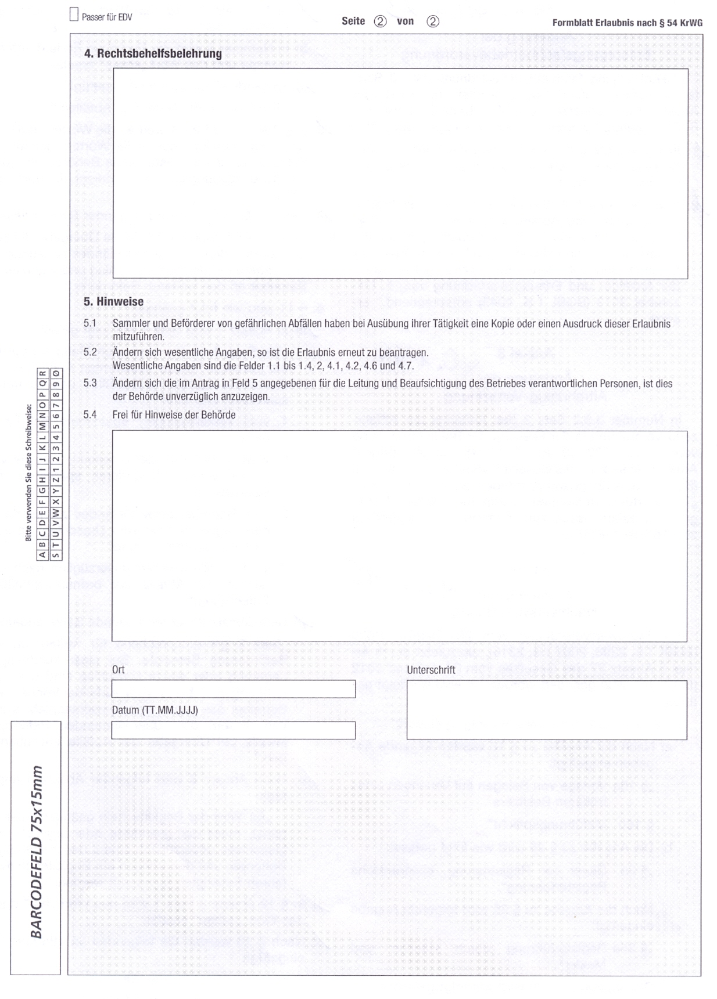 Passer für EDV
Seite 2 von 2
Formblatt Erlaubnis nach § 54 KrWG
4. Rechtsbehelfsbelehrung
5. Hinweise
5.1 Sammler und Beförderer von gefährlichen Abfällen haben bei Ausübung ihrer Tätigkeit eine Kopie oder einen Ausdruck dieser Erlaubnis
mitzuführen.
5.2 Ändern sich wesentliche Angaben, so ist die Erlaubnis erneut zu beantragen.
Wesentliche Angaben sind die Felder 1.1 bis 1.4, 2, 4.1, 4.2, 4.6 und 4.7.
5.3 Ändern sich die im Antrag in Feld 5 angegebenen für die Leitung und Beaufsichtigung des Betriebes verantwortlichen Personen, ist dies
der Behörde unverzüglich anzuzeigen.
5.4 Frei für Hinweise der Behörde
Bitte verwenden Sie diese Schreibweise:
A B C D E F G H I J K L M N O P Q R
S T U V W X Y Z 1 2 3 4 5 6 7 8 9 Ø
Ort
Unterschrift
Datum (TT.MM.JJJJ)
BARCODEFELD 75x15mm